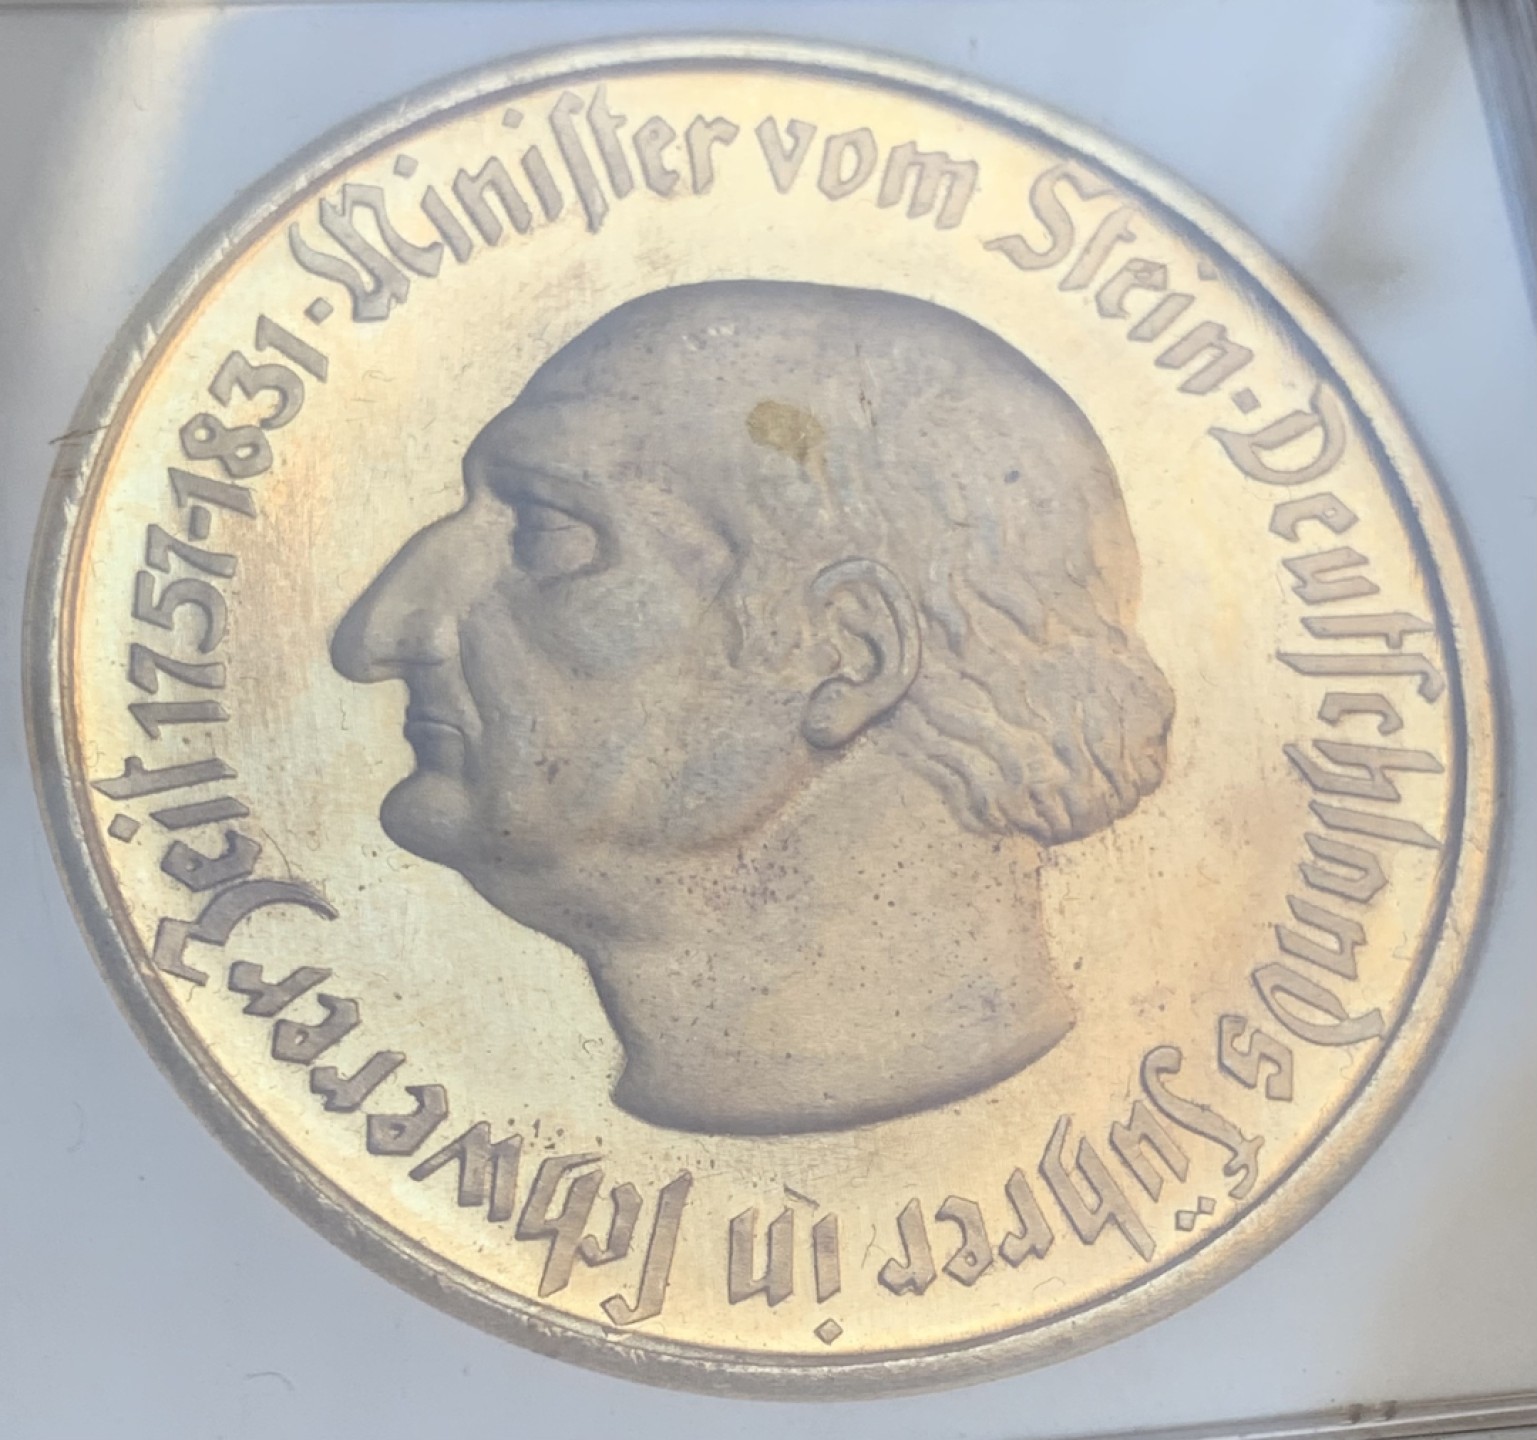 Minister vom Stein · Deutschlands Führer in schwerer Zeit 1757-1831 ·